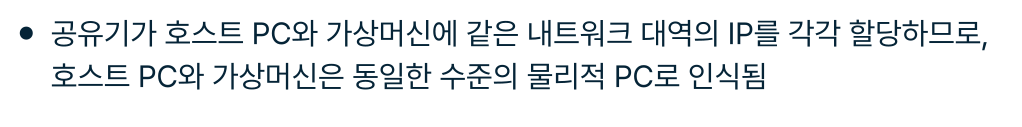 • 공유기가 호스트 PC와 가상머신에 같은 내트워크 대역의 IP를 각각 할당하므로,
호스트 PC와 가상머신은 동일한 수준의 물리적 PC로 인식됨